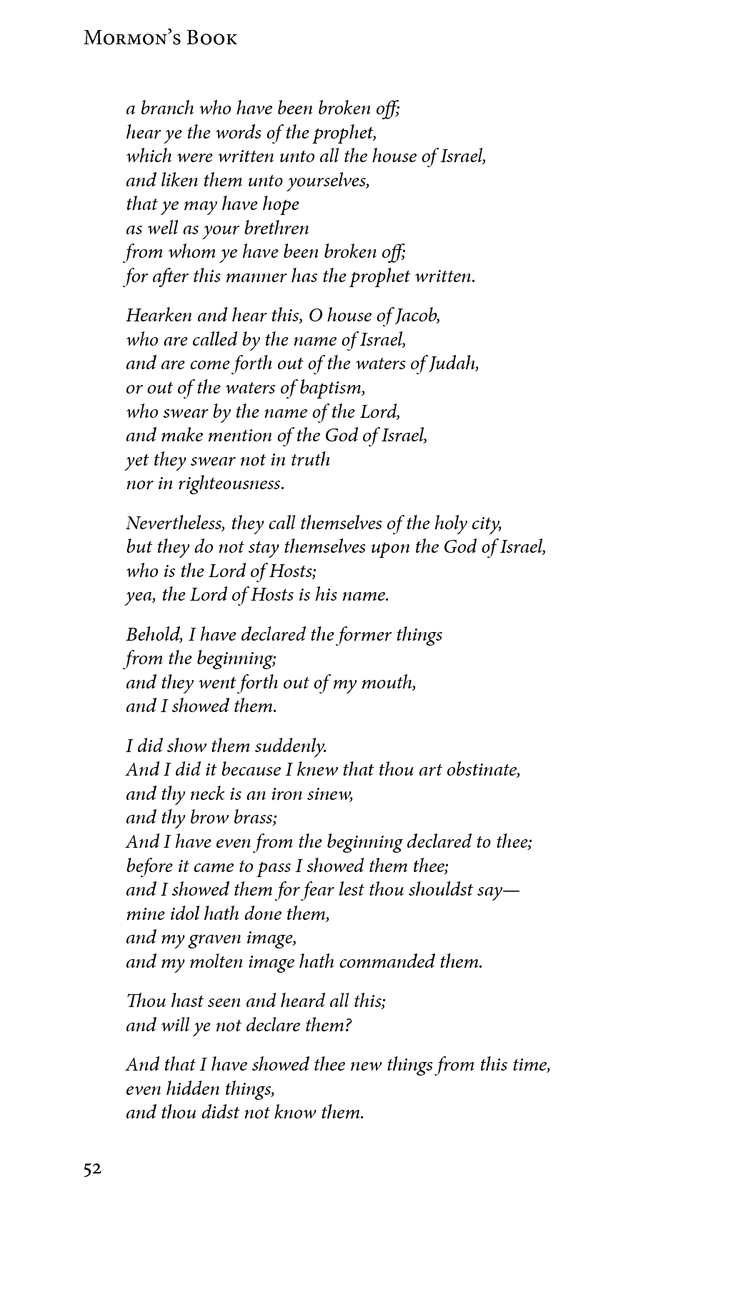 Mormon's Book
a branch who have been broken off;
hear ye the words of the prophet,
which were written unto all the house of Israel,
and liken them unto yourselves,
that ye may have hope
as well as your brethren
from whom ye have been broken off;
for after this manner has the prophet written.
Hearken and hear this, O house of Jacob,
who are called by the name of Israel,
and are come forth out of the waters of Judah,
or out of the waters of baptism,
who swear by the name of the Lord,
and make mention of the God of Israel,
yet they swear not in truth
nor in righteousness.
Nevertheless, they call themselves of the holy city,
but they do not stay themselves upon the God of Israel,
who is the Lord of Hosts;
yea, the Lord of Hosts is his name.
Behold, I have declared the former things
from the beginning;
and they went forth out of my mouth,
and I showed them.
I did show them suddenly.
And I did it because I knew that thou art obstinate,
and thy neck is an iron sinew,
and thy brow brass;
And I have even from the beginning declared to thee;
before it came to pass I showed them thee;
and I showed them for fear lest thou shouldst say—
mine idol hath done them,
and my graven image,
and my molten image hath commanded them.
Thou hast seen and heard all this;
and will ye not declare them?
And that I have showed thee new things from this time,
even hidden things,
and thou didst not know them.
52